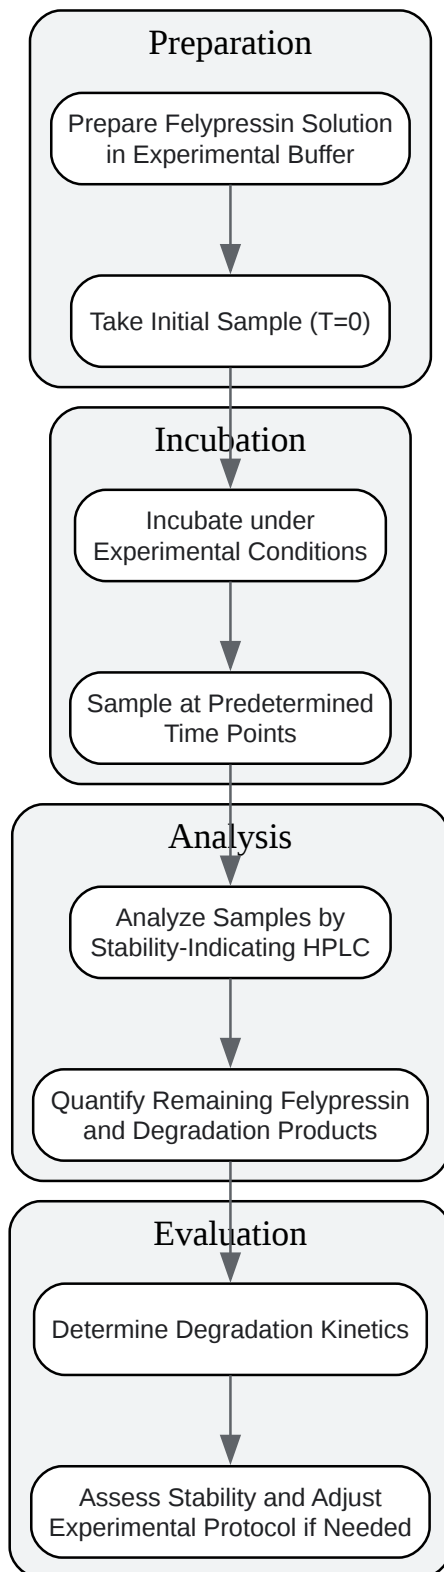 Preparation
Prepare Felypressin Solution
in Experimental Buffer
Take Initial Sample (T=0)
Incubation
Incubate under
Experimental Conditions
Sample at Predetermined
Time Points
Analysis
Analyze Samples by
Stability-Indicating HPLC
Quantify Remaining Felypressin
and Degradation Products
Evaluation
Determine Degradation Kinetics
Assess Stability and Adjust
Experimental Protocol if Needed